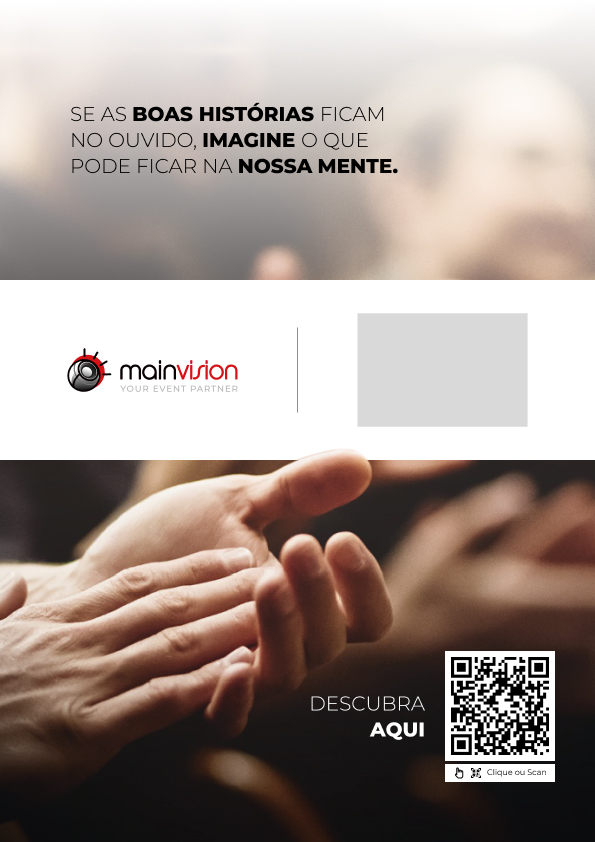 SE AS BOAS HISTÓRIAS FICAM
NO OUVIDO, IMAGINE O QUE
PODE FICAR NA NOSSA MENTE.
mainvision
YOUR EVENT PARTNER
DESCUBRA
AQUI
Clique ou Scan